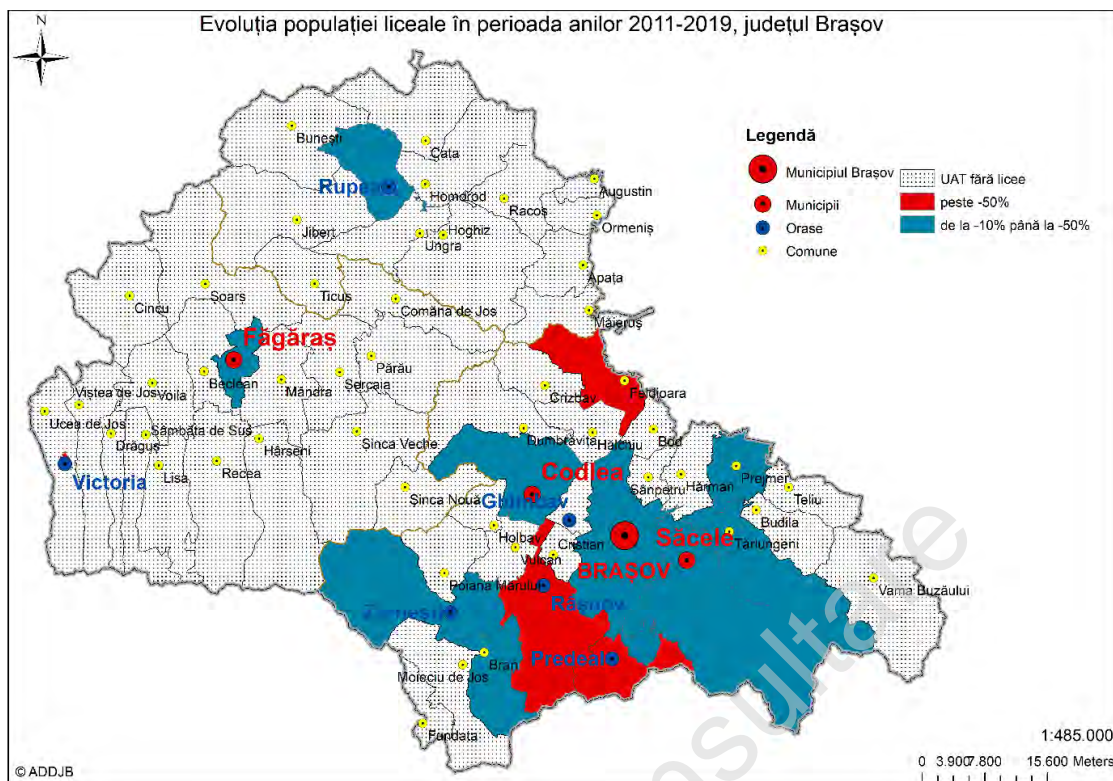 Evoluția populației liceale în perioada anilor 2011-2019, județul Brașov
N
Legendă
Municipiul Brașov
Municipii
Orase
Comune
UAT fără licee
peste -50%
de la -10% până la -50%
Bunești
Cața
Rupea
Homorod
Augustin
Racoș
Ormeniș
Jibert
Hoghiz
Ungra
Apața
Cincu
Șoars
Ticuș
Comăna de Jos
Măieruș
Făgăraș
Părău
Beclean
Mândra
Șercaia
Feldioara
Crizbav
Viștea de Jos
Voila
Ucea de Jos
Drăguș
Sâmbăta de Sus
Hârseni
Șinca Veche
Dumbrăvița
Hălchiu
Bod
Victoria
Lisa
Recea
Codlea
Prejmer
Sânpetru
Hărman
Teliu
Șinca Nouă
Ghimbav
Budila
Holbav
Cristian
Săcele
Tărlungeni
Vulcan
BRAȘOV
Poiana Mărului
Vama Buzăului
Râșnov
Predeal
Bran
Moieciu de Jos
Fundata
1:485.000
0 3.9007.800 15.600 Meters
© ADDJB